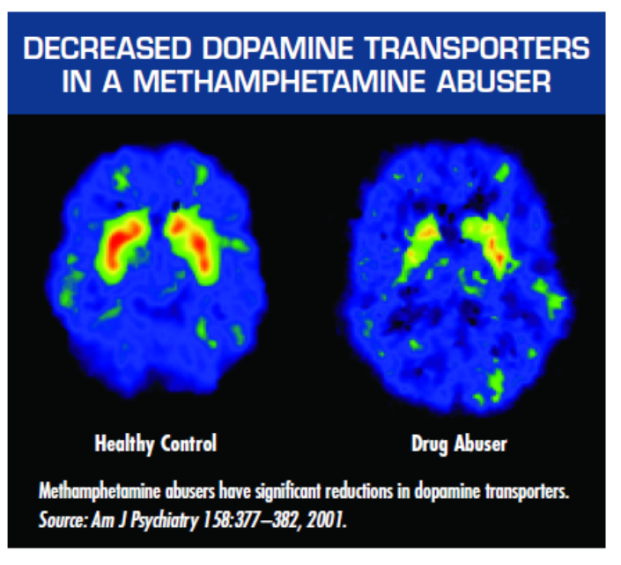 DECREASED DOPAMINE TRANSPORTERS
IN A METHAMPHETAMINE ABUSER
Healthy Control
Drug Abuser
Methamphetamine abusers have significant reductions in dopamine transporters.
Source: Am J Psychiatry 158:377–382, 2001.